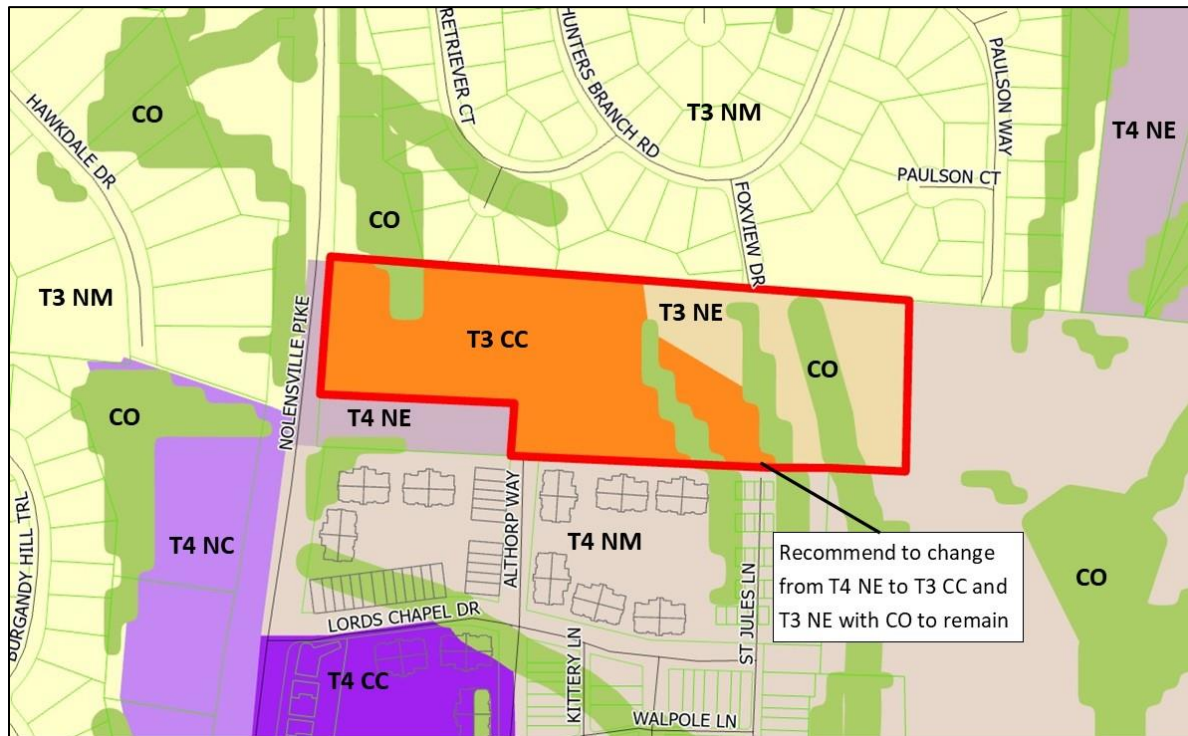 RETRIEVER CT
HUNTERS BRANCH RD
PAULSON WAY
T3 NM
T4 NE
CO
HAWKDALE DR
PAULSON CT
FOXVIEW DR
CO
T3 NM
T3 NE
T3 CC
NOLENSVILLE PIKE
CO
CO
T4 NE
BURGANDY HILL TRL
T4 NC
ALTHORP WAY
T4 NM
Recommend to change
from T4 NE to T3 CC and
T3 NE with CO to remain
CO
LORDS CHAPEL DR
ST JULES LN
KITTERY LN
T4 CC
WALPOLE LN